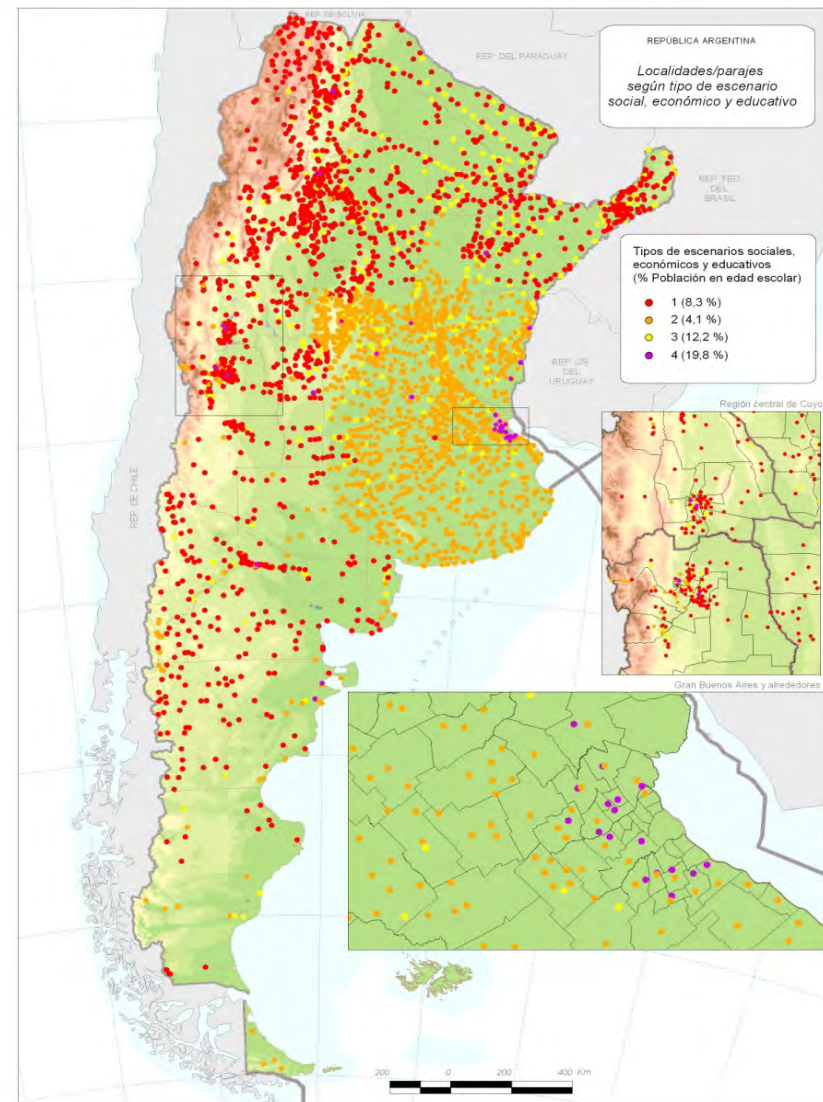 REP. DE BOLIVIA
REP. DEL PARAGUAY
REPÚBLICA ARGENTINA
Localidades/parajes
según tipo de escenario
social, económico y educativo
REP. FED.
DEL
BRASIL
Tipos de escenarios sociales,
económicos y educativos
(% Población en edad escolar)
1 (8,3 %)
2 (4,1 %)
3 (12,2 %)
4 (19,8 %)
DEL
URUGUAY
REP. DE CHILE
Región central de Cuyo
Gran Buenos Aires y alrededores
200
0
200
400
Km